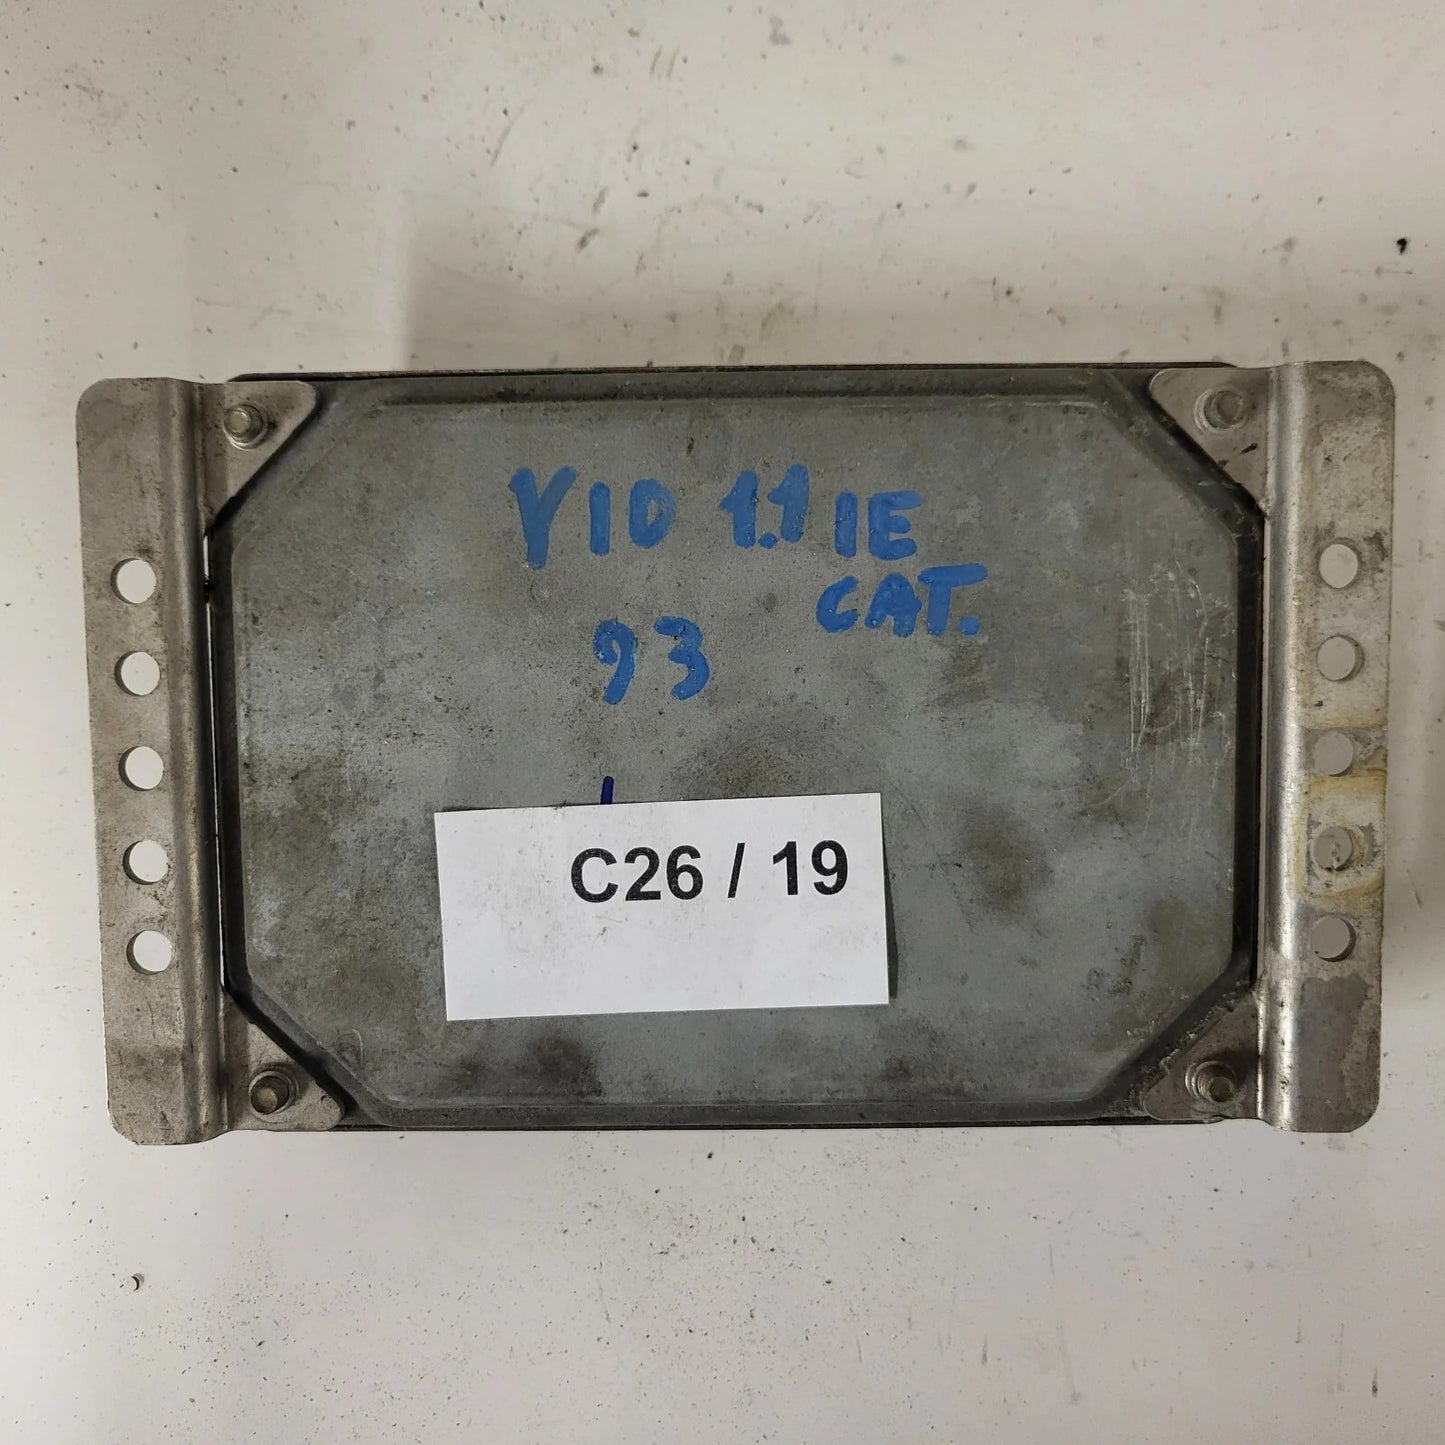 Y10 1.1 IE
CAT.
93
C26 / 19